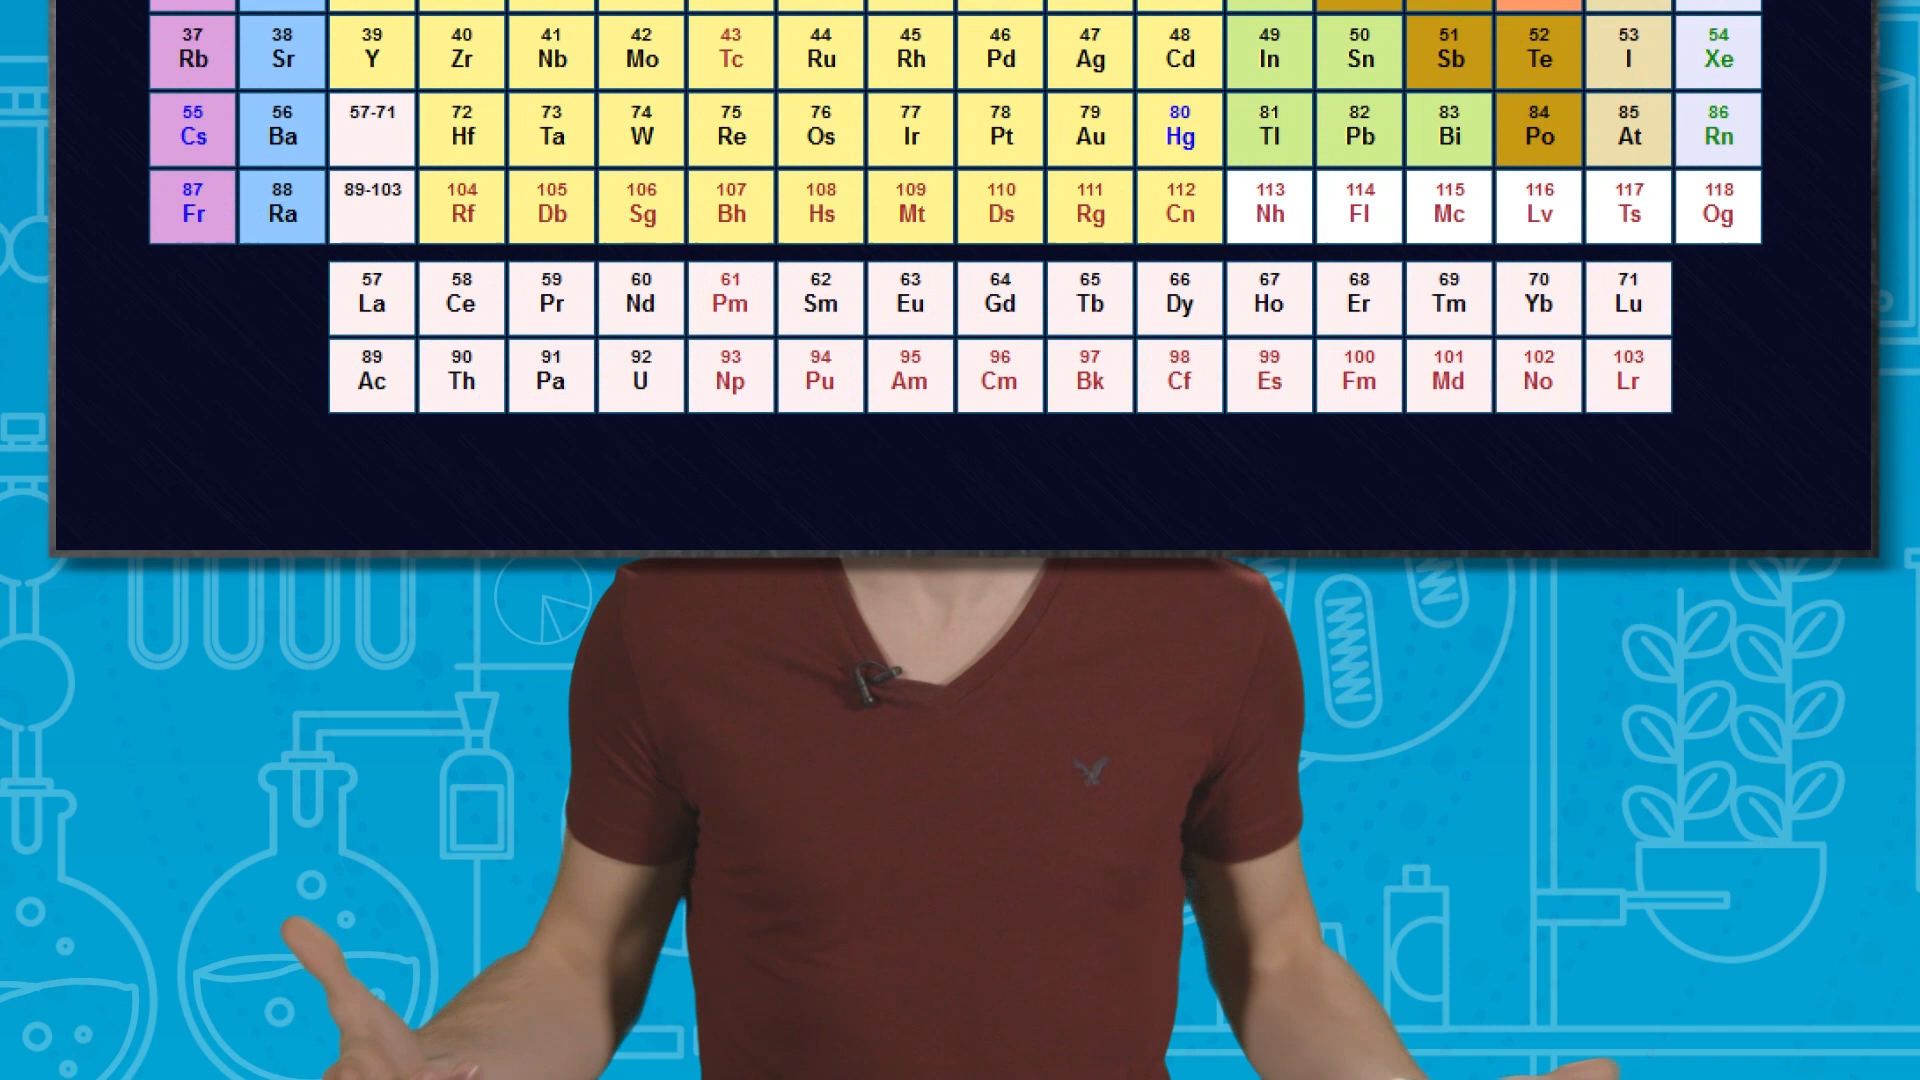 37 38 39 40 41 42 43 44 45 46 47 48 49 50 51 52 53 54
Rb Sr Y Zr Nb Mo Tc Ru Rh Pd Ag Cd In Sn Sb Te I Xe
55 56 57-71 72 73 74 75 76 77 78 79 80 81 82 83 84 85 86
Cs Ba Hf Ta W Re Os Ir Pt Au Hg Tl Pb Bi Po At Rn
87 88 89-103 104 105 106 107 108 109 110 111 112 113 114 115 116 117 118
Fr Ra Rf Db Sg Bh Hs Mt Ds Rg Cn Nh Fl Mc Lv Ts Og
57 58 59 60 61 62 63 64 65 66 67 68 69 70 71
La Ce Pr Nd Pm Sm Eu Gd Tb Dy Ho Er Tm Yb Lu
89 90 91 92 93 94 95 96 97 98 99 100 101 102 103
Ac Th Pa U Np Pu Am Cm Bk Cf Es Fm Md No Lr